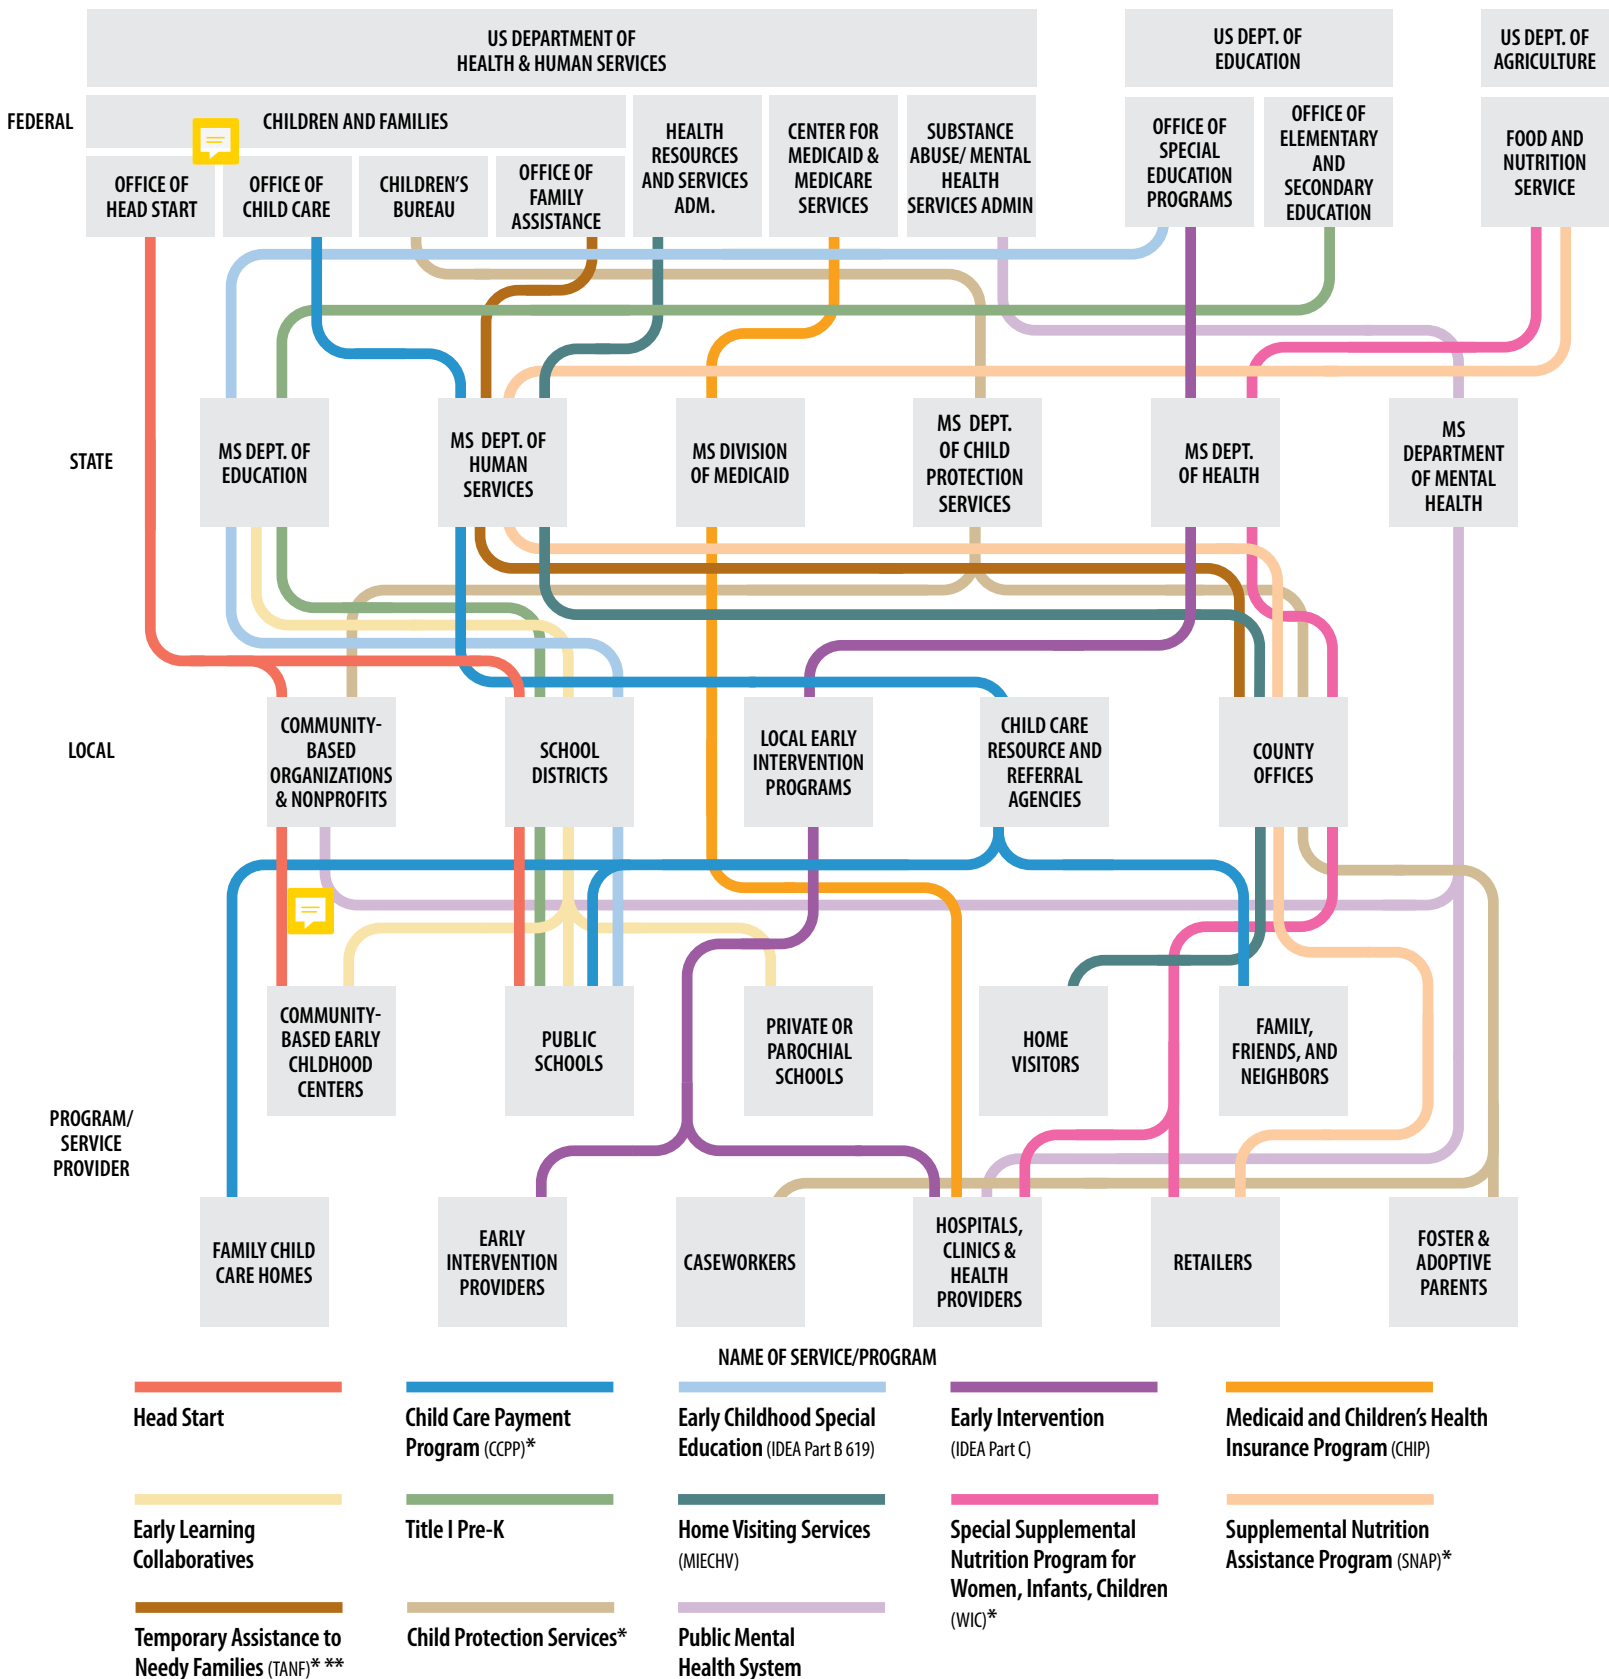 US DEPARTMENT OF
HEALTH & HUMAN SERVICES
US DEPT. OF
EDUCATION
US DEPT. OF
AGRICULTURE
FEDERAL
CHILDREN AND FAMILIES
OFFICE OF
HEAD START
OFFICE OF
CHILD CARE
CHILDREN'S
BUREAU
OFFICE OF
FAMILY
ASSISTANCE
HEALTH
RESOURCES
AND SERVICES
ADM.
CENTER FOR
MEDICAID &
MEDICARE
SERVICES
SUBSTANCE
ABUSE/ MENTAL
HEALTH
SERVICES ADMIN
OFFICE OF
SPECIAL
EDUCATION
PROGRAMS
OFFICE OF
ELEMENTARY
AND
SECONDARY
EDUCATION
FOOD AND
NUTRITION
SERVICE
STATE
MS DEPT. OF
EDUCATION
MS DEPT. OF
HUMAN
SERVICES
MS DIVISION
OF MEDICAID
MS DEPT.
OF CHILD
PROTECTION
SERVICES
MS DEPT.
OF HEALTH
MS
DEPARTMENT
OF MENTAL
HEALTH
LOCAL
COMMUNITY-
BASED
ORGANIZATIONS
& NONPROFITS
SCHOOL
DISTRICTS
LOCAL EARLY
INTERVENTION
PROGRAMS
CHILD CARE
RESOURCE AND
REFERRAL
AGENCIES
COUNTY
OFFICES
COMMUNITY-
BASED EARLY
CHLDHOOD
CENTERS
PUBLIC
SCHOOLS
PRIVATE OR
PAROCHIAL
SCHOOLS
HOME
VISITORS
FAMILY,
FRIENDS, AND
NEIGHBORS
PROGRAM/
SERVICE
PROVIDER
FAMILY CHILD
CARE HOMES
EARLY
INTERVENTION
PROVIDERS
CASEWORKERS
HOSPITALS,
CLINICS &
HEALTH
PROVIDERS
RETAILERS
FOSTER &
ADOPTIVE
PARENTS
NAME OF SERVICE/PROGRAM
Head Start
Child Care Payment
Program (CCPP)*
Early Childhood Special
Education (IDEA Part B 619)
Early Intervention
(IDEA Part C)
Medicaid and Children's Health
Insurance Program (CHIP)
Early Learning
Collaboratives
Title I Pre-K
Home Visiting Services
(MIECHV)
Special Supplemental
Nutrition Program for
Women, Infants, Children
(WIC)*
Supplemental Nutrition
Assistance Program (SNAP)*
Temporary Assistance to
Needy Families (TANF)* **
Child Protection Services*
Public Mental
Health System